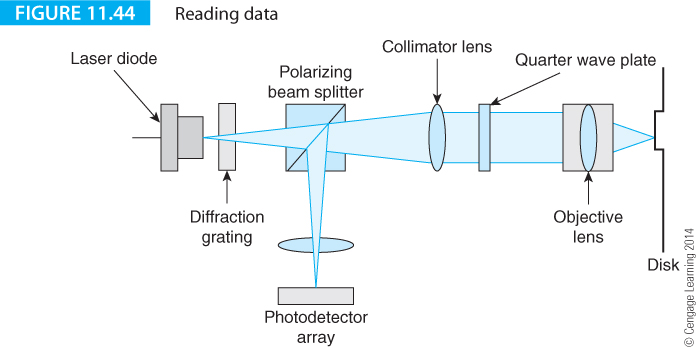 FIGURE 11.44 Reading data
Collimator lens
Laser diode
Quarter wave plate
Polarizing
beam splitter
Diffraction
grating
Objective
lens
Disk
Photodetector
array
© Cengage Learning 2014